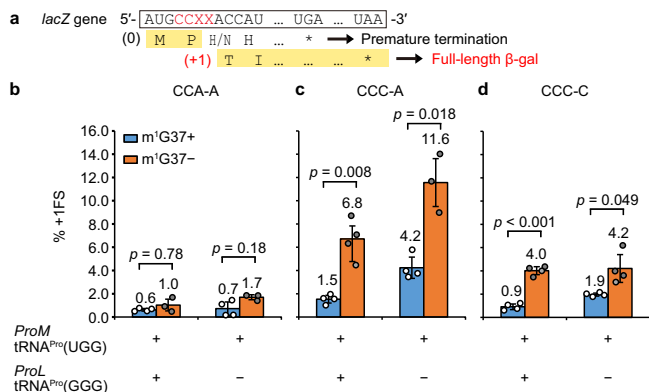 a
lacZ gene 5'- AUGCCXXACCAU ... UGA ... UAA -3'
(0) M P H/N H ... * → Premature termination
(+1) T I ... ... ... * → Full-length β-gal
b CCA-A
c CCC-A
d CCC-C
% +1FS
16.0
14.0
12.0
10.0
8.0
6.0
4.0
2.0
0.0
m¹G37+
m¹G37−
p = 0.78
0.6
1.0
p = 0.18
0.7
1.7
p = 0.008
1.5
6.8
p = 0.018
4.2
11.6
p < 0.001
0.9
4.0
p = 0.049
1.9
4.2
ProM
tRNAᴾʳᵒ(UGG) + + + + + +
ProL
tRNAᴾʳᵒ(GGG) + − + − + −